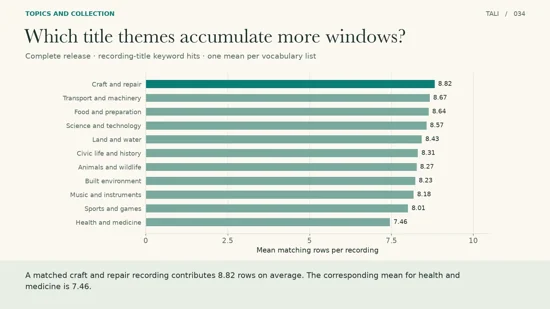 TOPICS AND COLLECTION
TALI / 034
Which title themes accumulate more windows?
Complete release · recording-title keyword hits · one mean per vocabulary list
Craft and repair 8.82
Transport and machinery 8.67
Food and preparation 8.64
Science and technology 8.57
Land and water 8.43
Civic life and history 8.31
Animals and wildlife 8.27
Built environment 8.23
Music and instruments 8.18
Sports and games 8.01
Health and medicine 7.46
0 2.5 5 7.5 10
Mean matching rows per recording
A matched craft and repair recording contributes 8.82 rows on average. The corresponding mean for health and
medicine is 7.46.